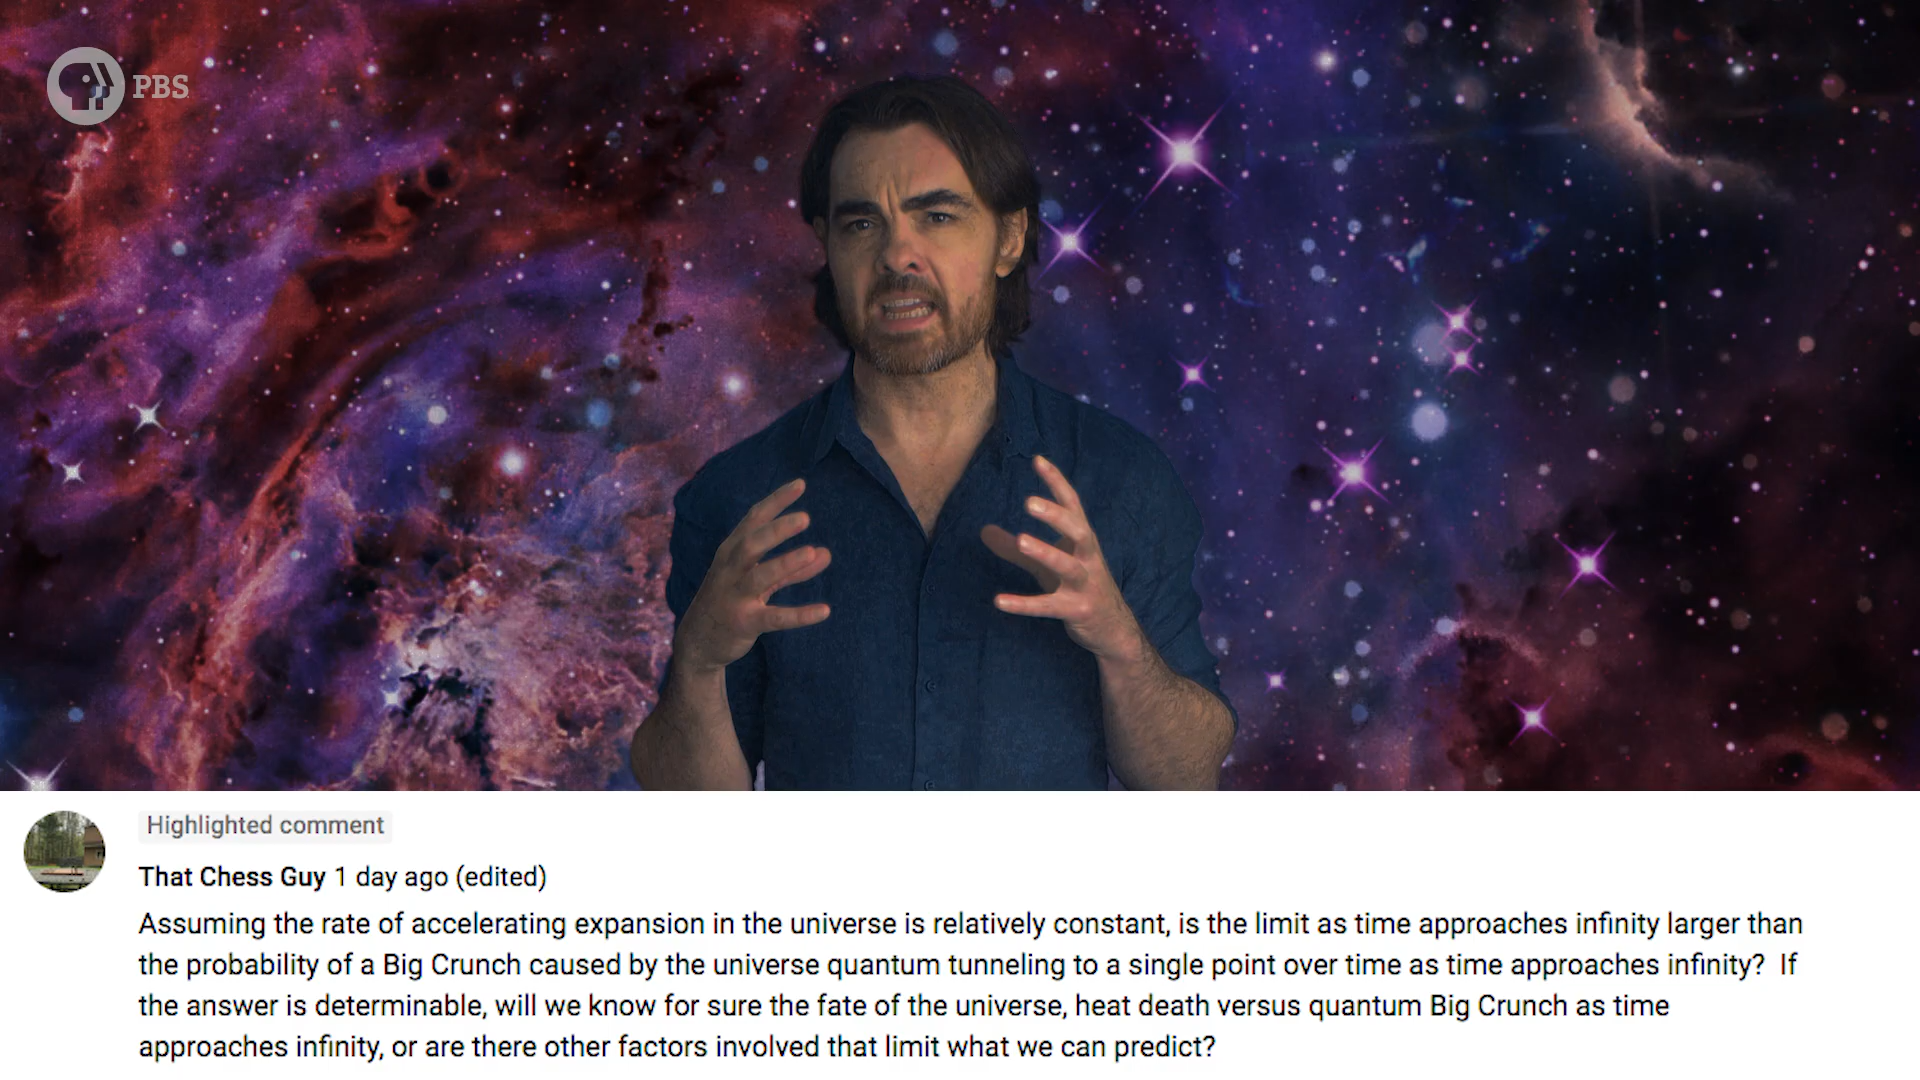 PBS
Highlighted comment
That Chess Guy 1 day ago (edited)
Assuming the rate of accelerating expansion in the universe is relatively constant, is the limit as time approaches infinity larger than
the probability of a Big Crunch caused by the universe quantum tunneling to a single point over time as time approaches infinity?  If
the answer is determinable, will we know for sure the fate of the universe, heat death versus quantum Big Crunch as time
approaches infinity, or are there other factors involved that limit what we can predict?